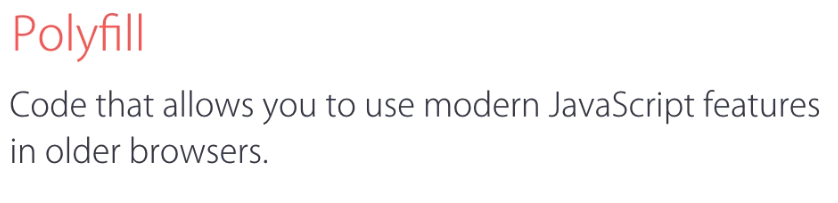 Polyfill
Code that allows you to use modern JavaScript features
in older browsers.